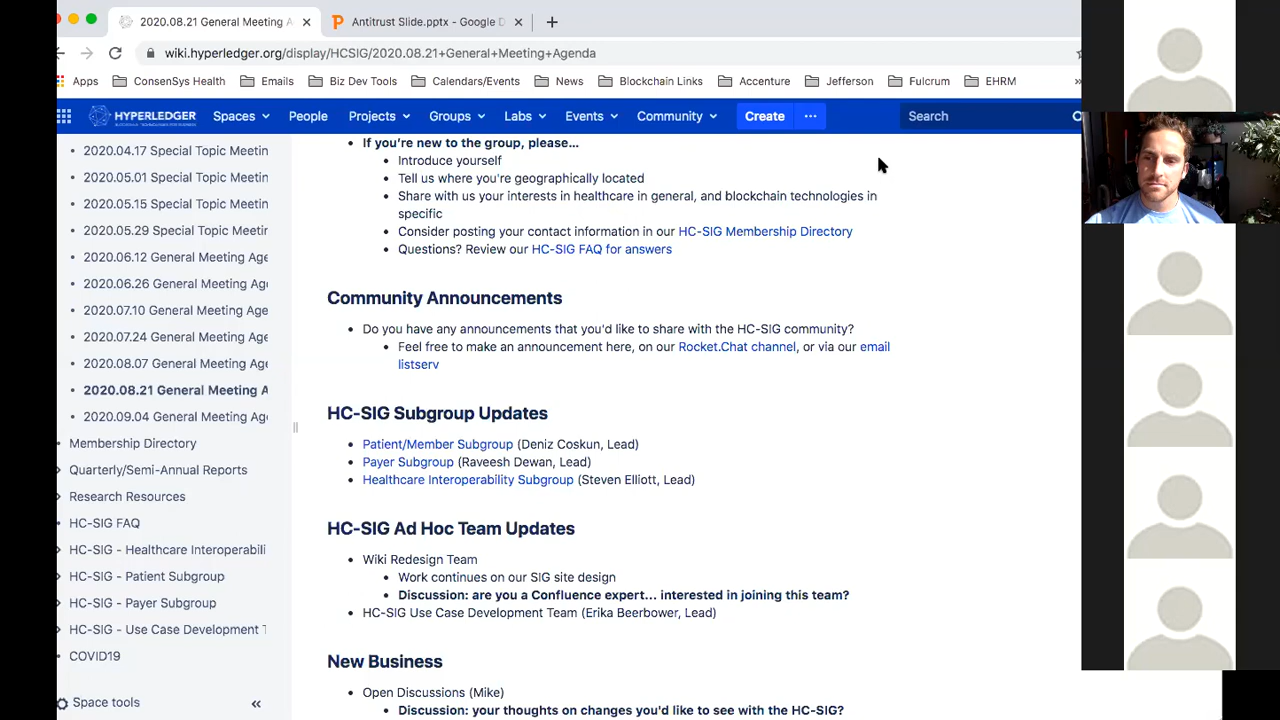 2020.08.21 General Meeting A
Antitrust Slide.pptx - Google D
wiki.hyperledger.org/display/HCSIG/2020.08.21+General+Meeting+Agenda
Apps ConsenSys Health Emails Biz Dev Tools Calendars/Events News Blockchain Links Accenture Jefferson Fulcrum EHRM »
HYPERLEDGER Spaces People Projects Groups Labs Events Community Create ··· Search
2020.04.17 Special Topic Meetin
2020.05.01 Special Topic Meetin
2020.05.15 Special Topic Meetin
2020.05.29 Special Topic Meetin
2020.06.12 General Meeting Age
2020.06.26 General Meeting Age
2020.07.10 General Meeting Age
2020.07.24 General Meeting Age
2020.08.07 General Meeting Age
2020.08.21 General Meeting A
2020.09.04 General Meeting Age
Membership Directory
Quarterly/Semi-Annual Reports
Research Resources
HC-SIG FAQ
HC-SIG - Healthcare Interoperabili
HC-SIG - Patient Subgroup
HC-SIG - Payer Subgroup
HC-SIG - Use Case Development T
COVID19
Space tools «
If you're new to the group, please...
Introduce yourself
Tell us where you're geographically located
Share with us your interests in healthcare in general, and blockchain technologies in
specific
Consider posting your contact information in our HC-SIG Membership Directory
Questions? Review our HC-SIG FAQ for answers
Community Announcements
Do you have any announcements that you'd like to share with the HC-SIG community?
Feel free to make an announcement here, on our Rocket.Chat channel, or via our email
listserv
HC-SIG Subgroup Updates
Patient/Member Subgroup (Deniz Coskun, Lead)
Payer Subgroup (Raveesh Dewan, Lead)
Healthcare Interoperability Subgroup (Steven Elliott, Lead)
HC-SIG Ad Hoc Team Updates
Wiki Redesign Team
Work continues on our SIG site design
Discussion: are you a Confluence expert... interested in joining this team?
HC-SIG Use Case Development Team (Erika Beerbower, Lead)
New Business
Open Discussions (Mike)
Discussion: your thoughts on changes you'd like to see with the HC-SIG?